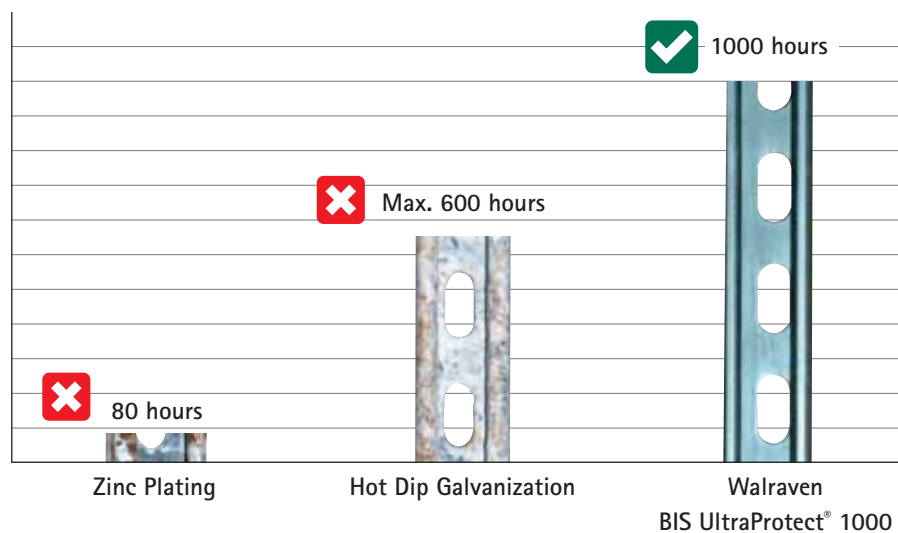 1000 hours
Max. 600 hours
80 hours
Zinc Plating
Hot Dip Galvanization
Walraven
BIS UltraProtect® 1000